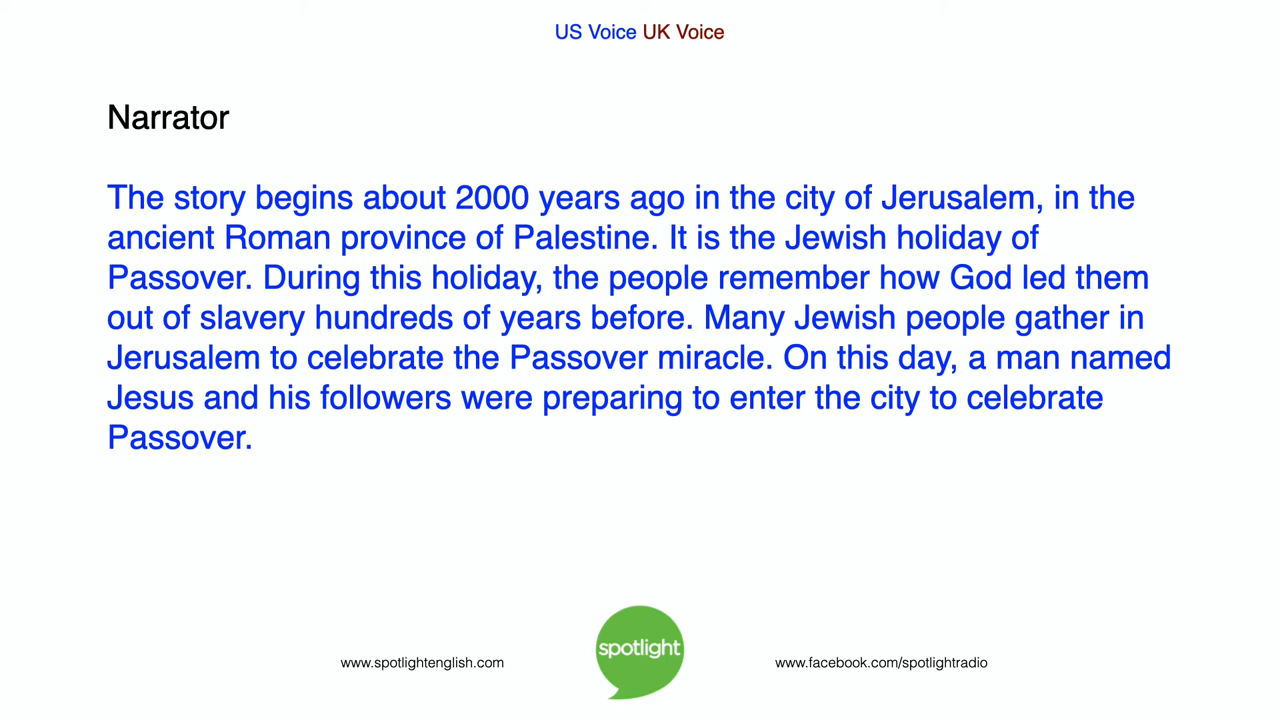 US Voice UK Voice
Narrator
The story begins about 2000 years ago in the city of Jerusalem, in the
ancient Roman province of Palestine. It is the Jewish holiday of
Passover. During this holiday, the people remember how God led them
out of slavery hundreds of years before. Many Jewish people gather in
Jerusalem to celebrate the Passover miracle. On this day, a man named
Jesus and his followers were preparing to enter the city to celebrate
Passover.
spotlight
www.spotlightenglish.com
www.facebook.com/spotlightradio